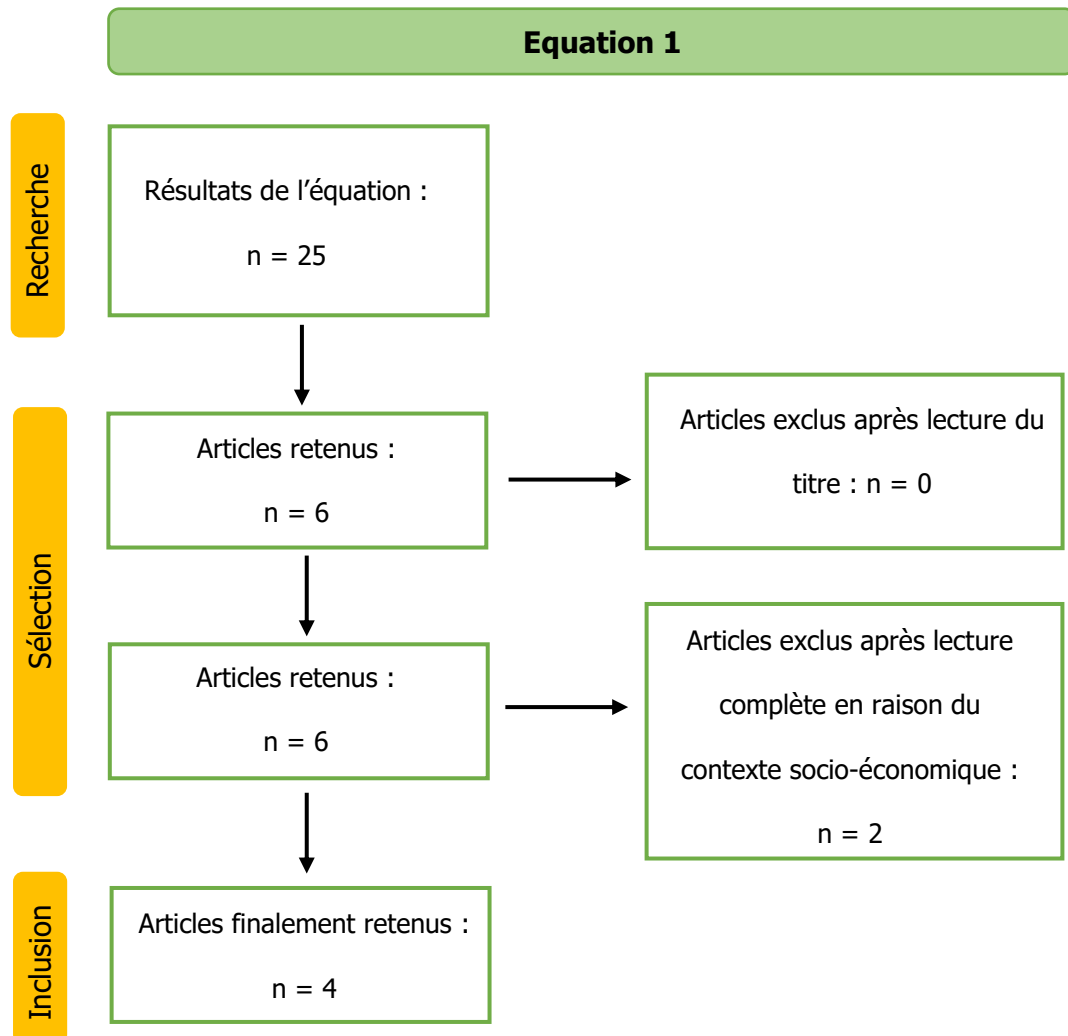 Equation 1
Recherche
Résultats de l’équation :
n = 25
Sélection
Articles retenus :
n = 6
Articles exclus après lecture du
titre : n = 0
Articles retenus :
n = 6
Articles exclus après lecture
complète en raison du
contexte socio-économique :
n = 2
Inclusion
Articles finalement retenus :
n = 4